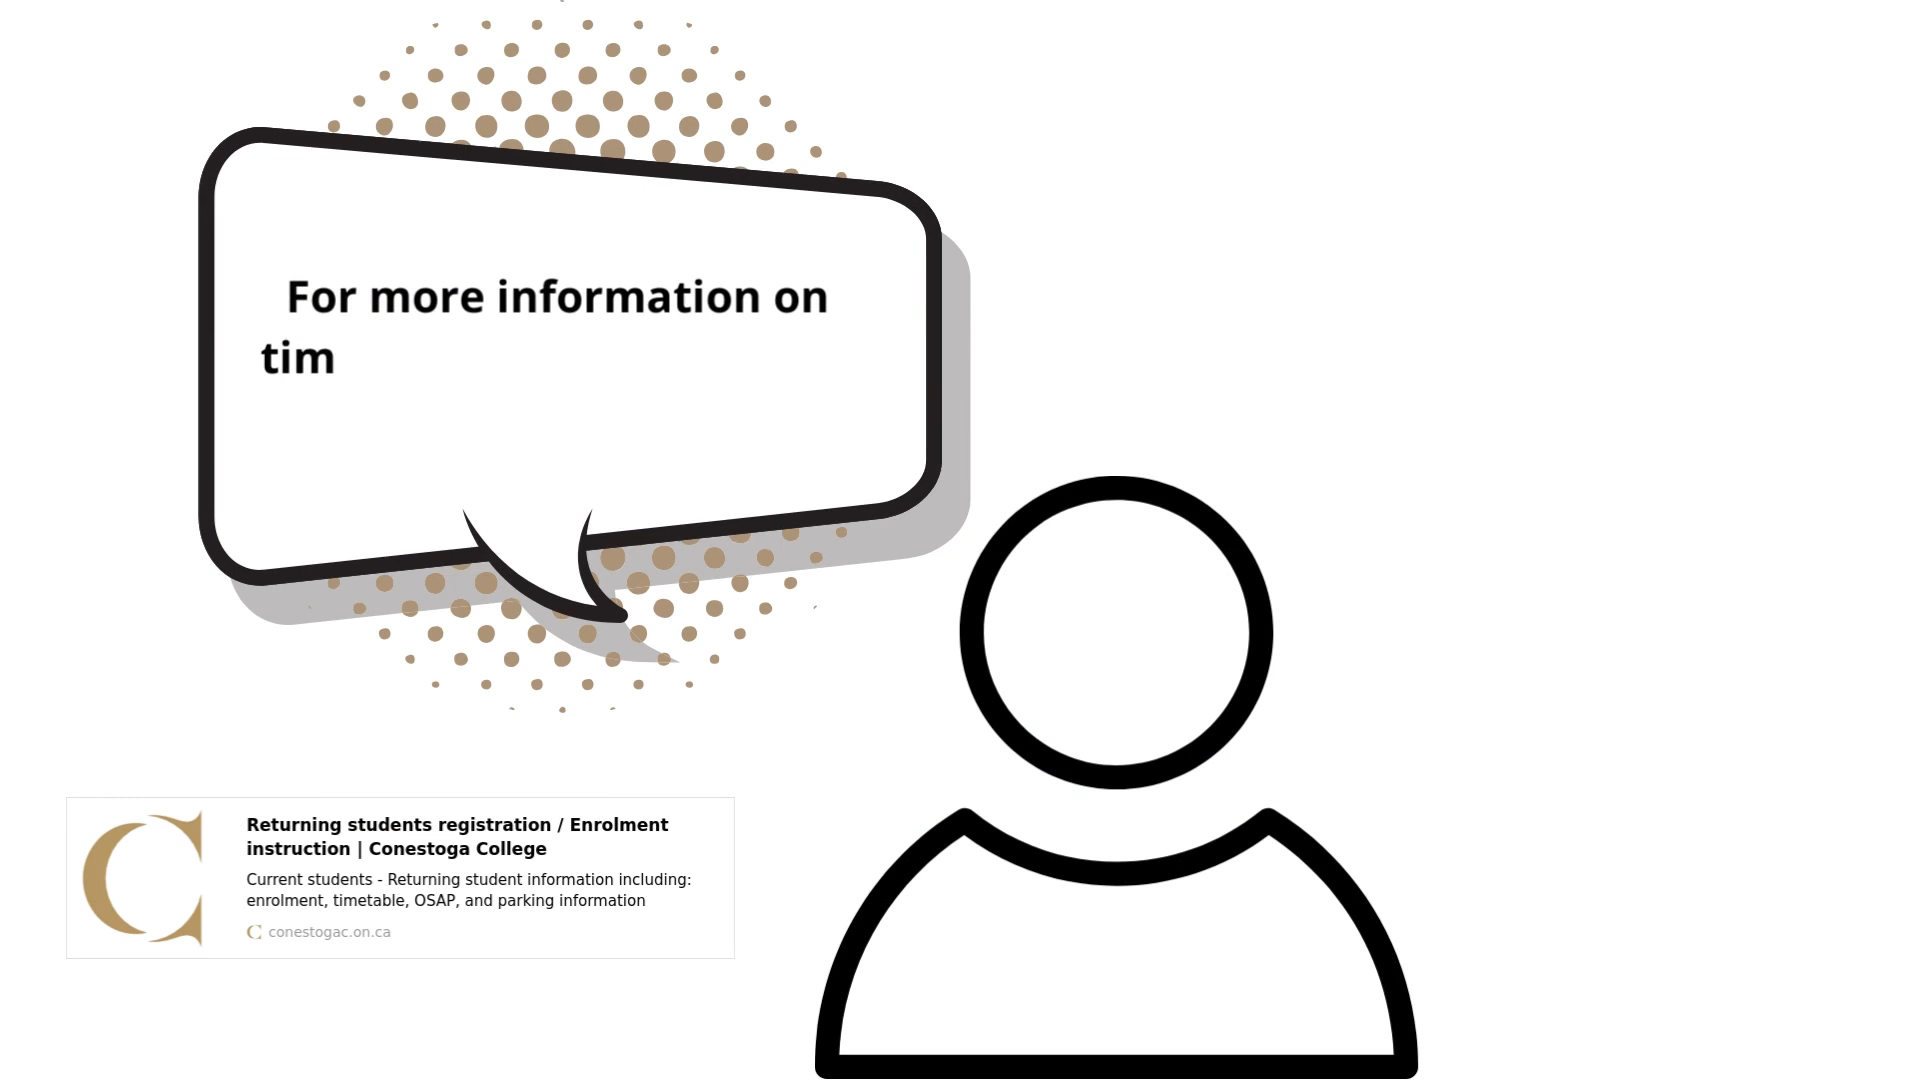 For more information on
tim
Returning students registration / Enrolment
instruction | Conestoga College
Current students - Returning student information including:
enrolment, timetable, OSAP, and parking information
conestogac.on.ca